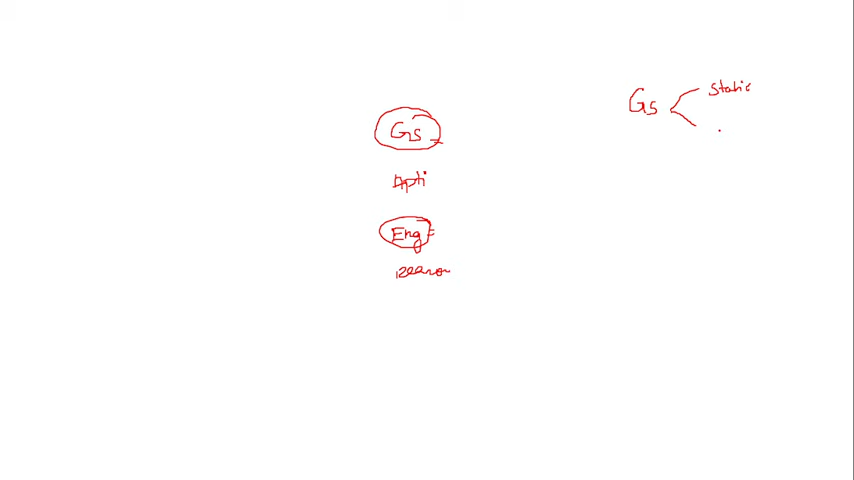 Gs
Apti
Eng
Reason
Gs
static